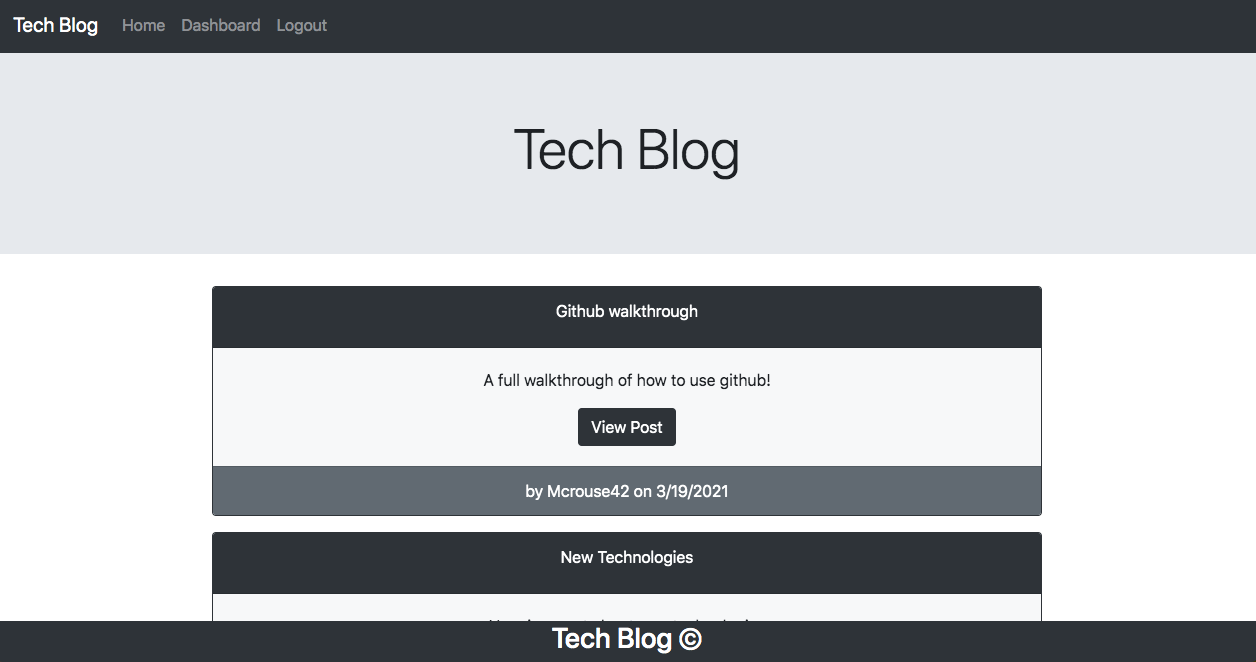 Tech Blog Home Dashboard Logout
Tech Blog
Github walkthrough
A full walkthrough of how to use github!
View Post
by Mcrouse42 on 3/19/2021
New Technologies
Tech Blog ©